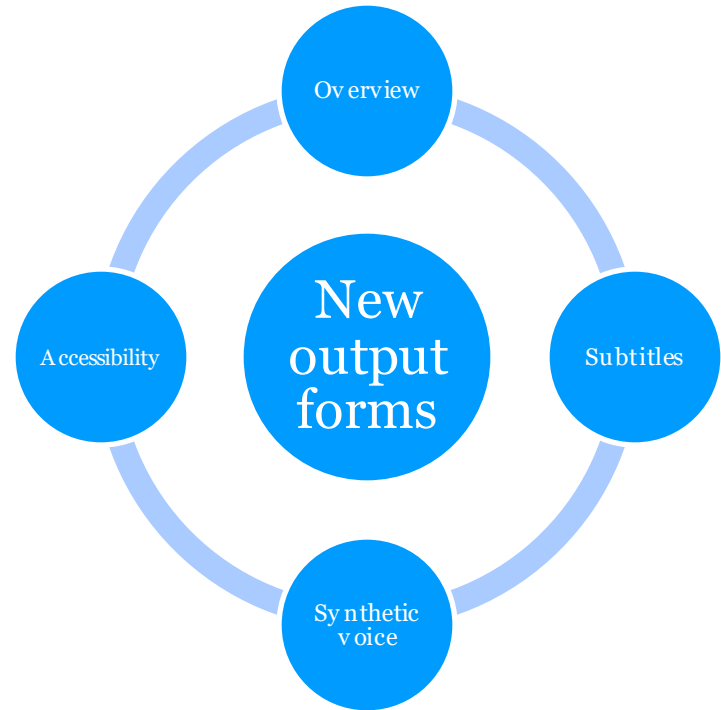 Overview
Accessibility
New
output
forms
Subtitles
Synthetic
voice